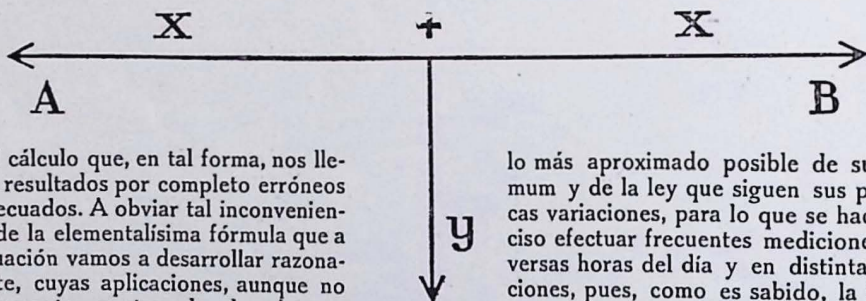 x + x
A B
y
cálculo que, en tal forma, nos lle-
resultados por completo erróneos
ecuados. A obviar tal inconvenien-
de la elementalísima fórmula que a
uación vamos a desarrollar razona-
te, cuyas aplicaciones, aunque no
lo más aproximado posible de su
mum y de la ley que siguen sus p
cas variaciones, para lo que se hac
ciso efectuar frecuentes medicione
versas horas del día y en distinta
ciones, pues, como es sabido, la